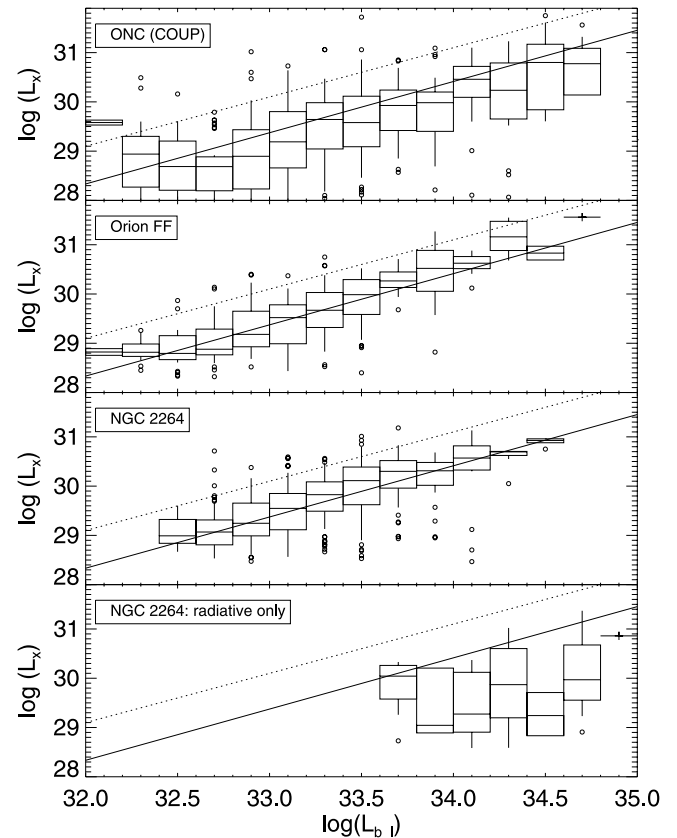 ONC (COUP)
log (Lx)
31
30
29
28
Orion FF
log (Lx)
31
30
29
28
NGC 2264
log (Lx)
31
30
29
28
NGC 2264: radiative only
log (Lx)
31
30
29
28
32.0 32.5 33.0 33.5 34.0 34.5 35.0
log(Lb l)